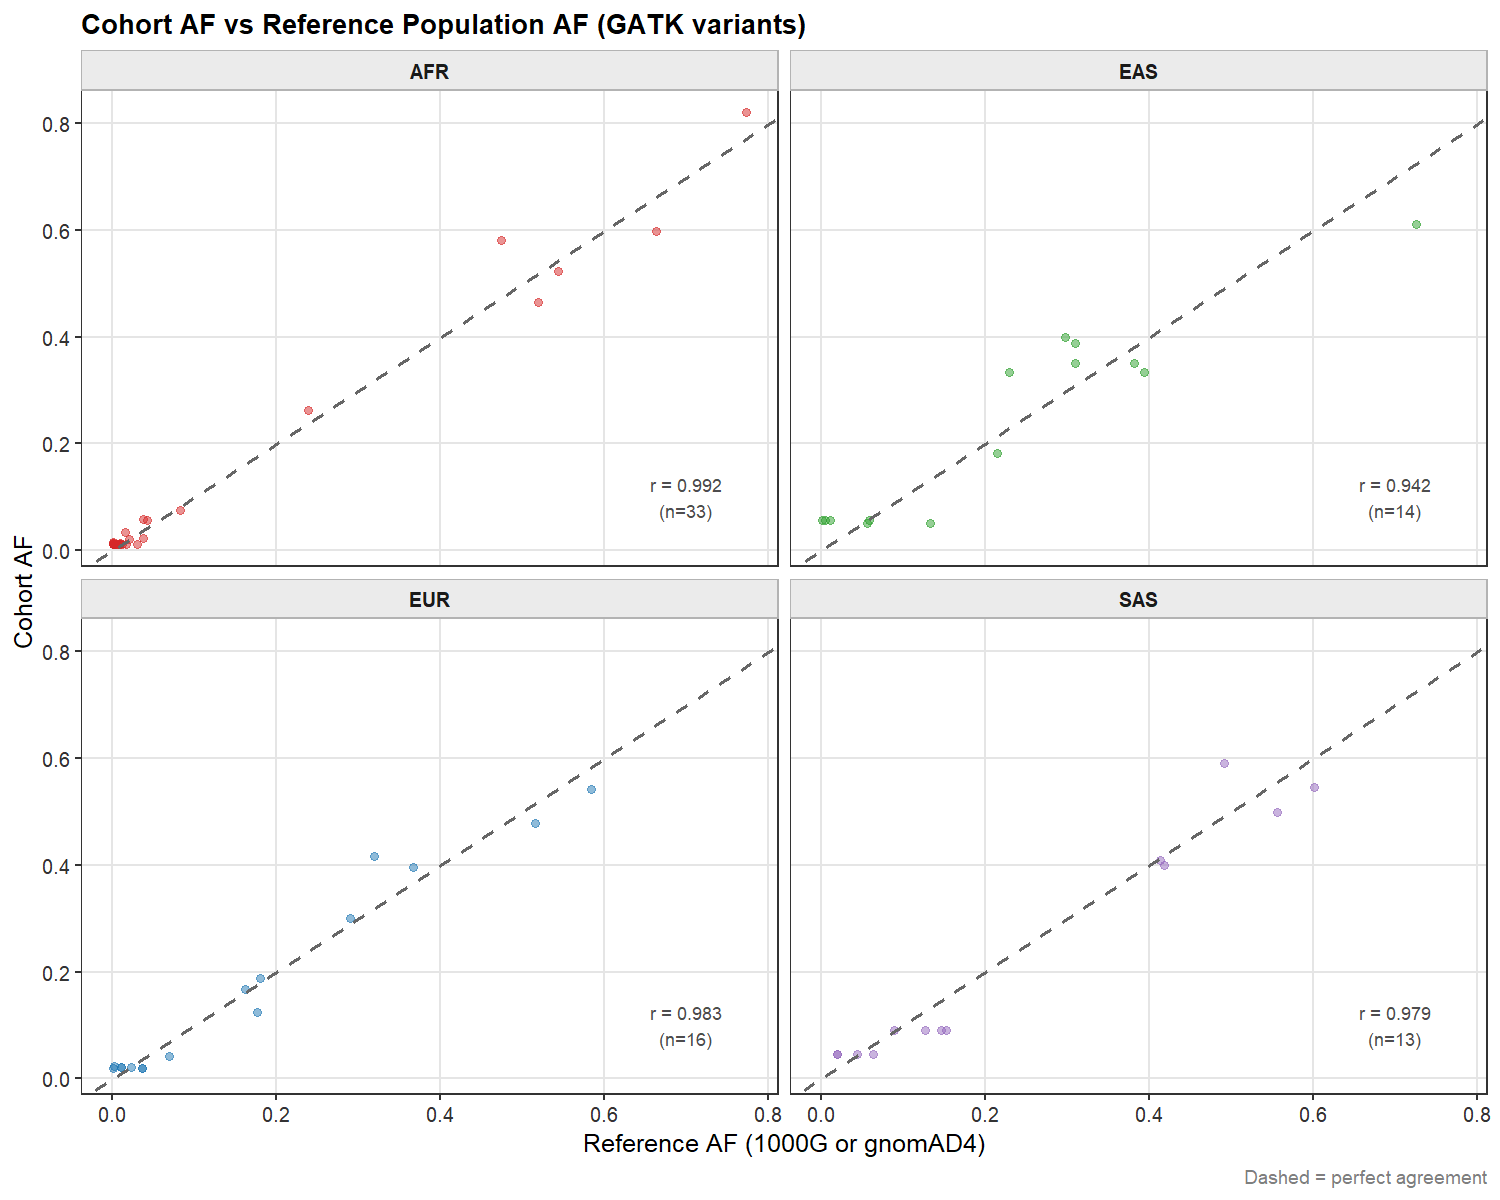 Cohort AF vs Reference Population AF (GATK variants)
AFR
EAS
0.8
0.6
0.4
0.2
0.0
r = 0.992
(n=33)
r = 0.942
(n=14)
Cohort AF
EUR
SAS
0.8
0.6
0.4
0.2
0.0
r = 0.983
(n=16)
r = 0.979
(n=13)
0.0 0.2 0.4 0.6 0.8
0.0 0.2 0.4 0.6 0.8
Reference AF (1000G or gnomAD4)
Dashed = perfect agreement